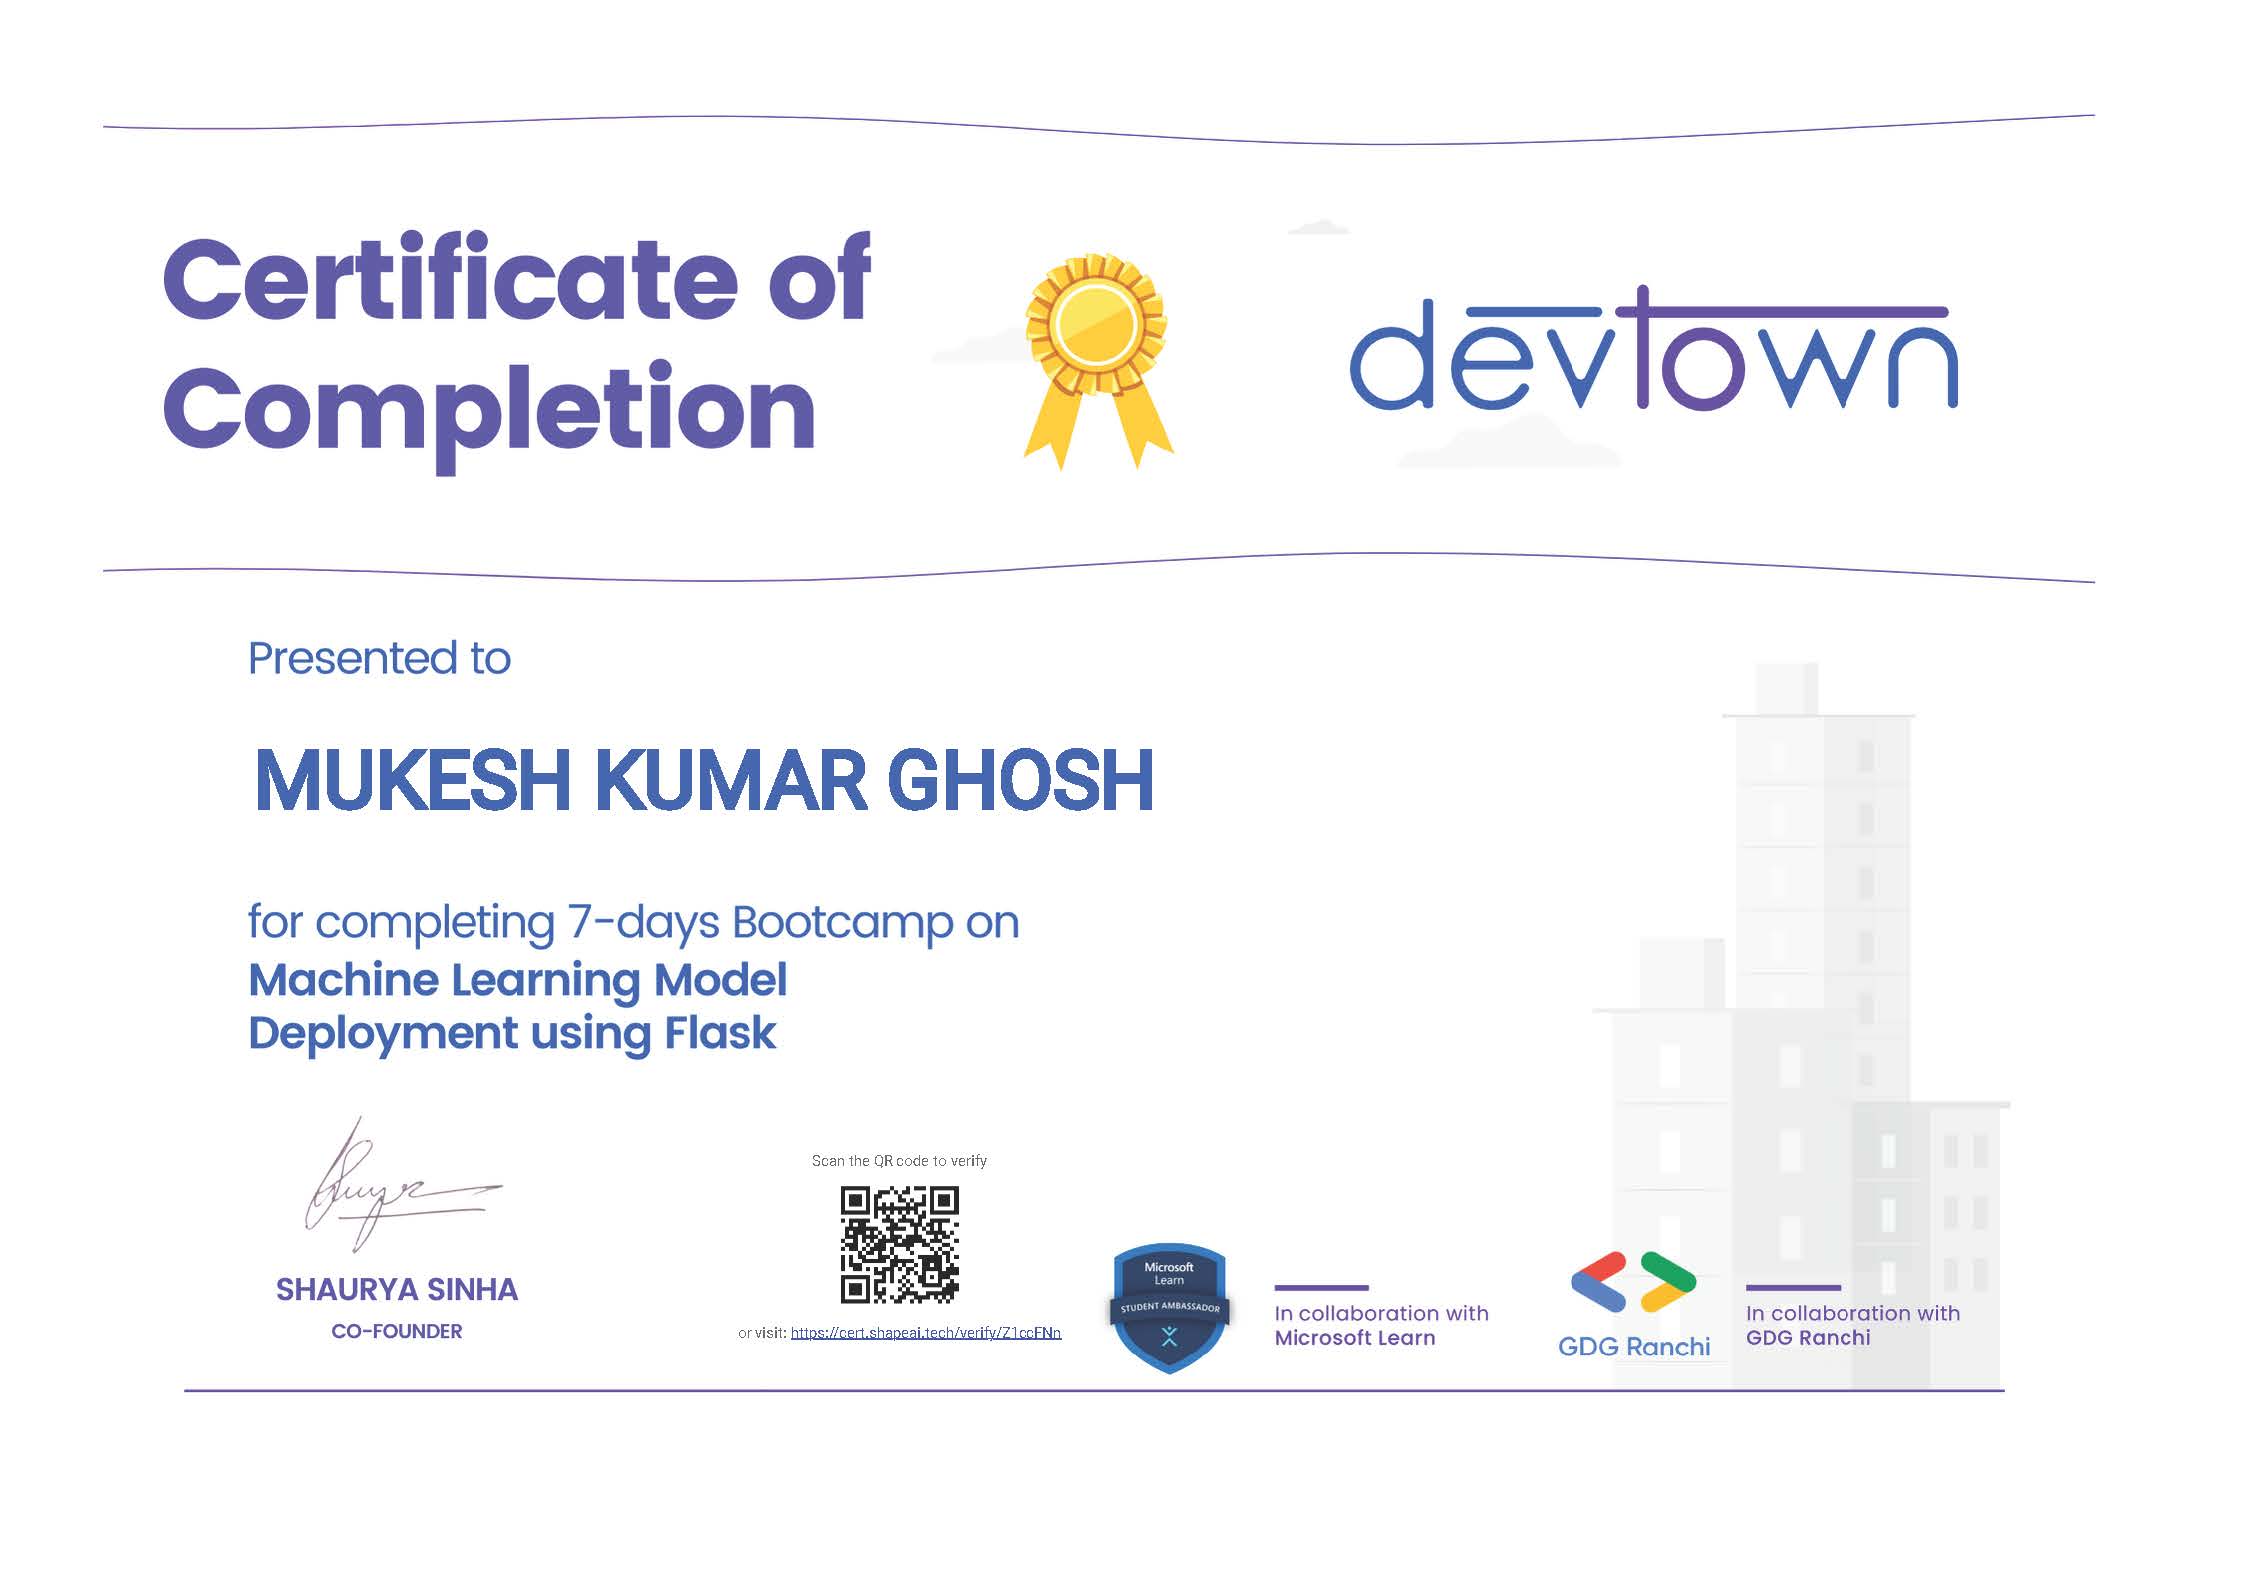 Certificate of
Completion
devtown
Presented to
MUKESH KUMAR GHOSH
for completing 7-days Bootcamp on
Machine Learning Model
Deployment using Flask
SHAURYA SINHA
CO-FOUNDER
Scan the QR code to verify
or visit: https://cert.shapeai.tech/verify/Z1ccFNn
Microsoft
Learn
STUDENT AMBASSADOR
In collaboration with
Microsoft Learn
GDG Ranchi
In collaboration with
GDG Ranchi